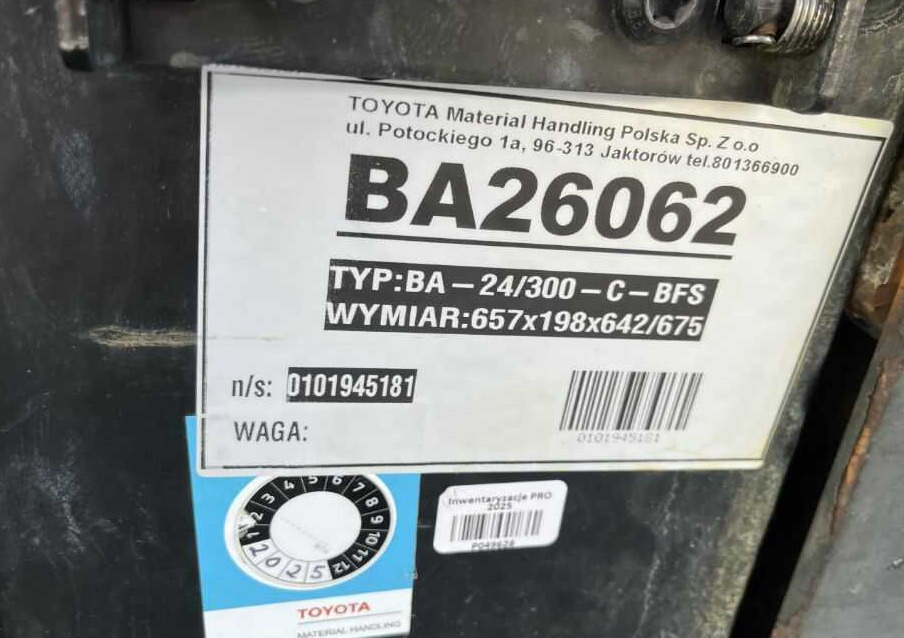 TOYOTA Material Handling Polska Sp. Z o.o
ul. Potockiego 1a, 96-313 Jaktorów tel.801366900
BA26062
TYP:BA – 24/300 – C – BFS
WYMIAR:657x198x642/675
n/s: 0101945181
WAGA:
0101945181
1 2 3 4 5 6 7 8 9 10 11 12
2025
TOYOTA
MATERIAL HANDLING
Inwentaryzacje PRO
2025
P049628